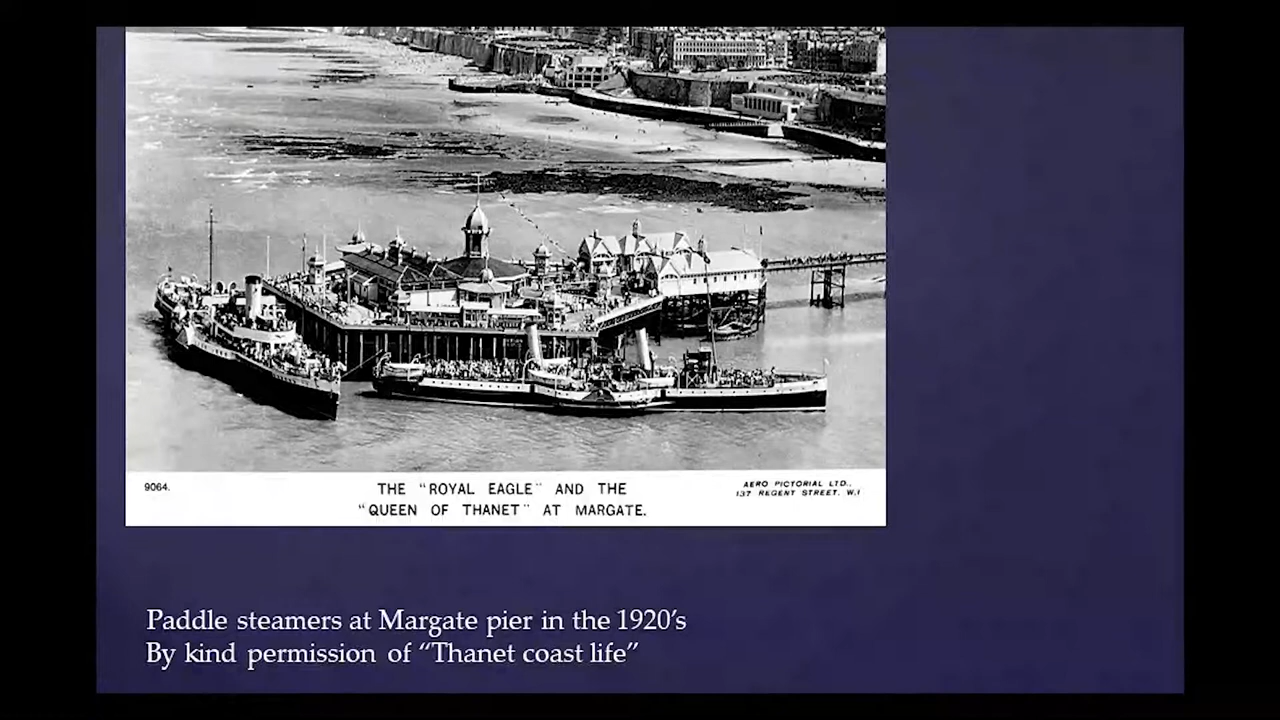 9064.
THE "ROYAL EAGLE" AND THE
"QUEEN OF THANET" AT MARGATE.
AERO PICTORIAL LTD.,
137 REGENT STREET. W.1
Paddle steamers at Margate pier in the 1920's
By kind permission of “Thanet coast life”